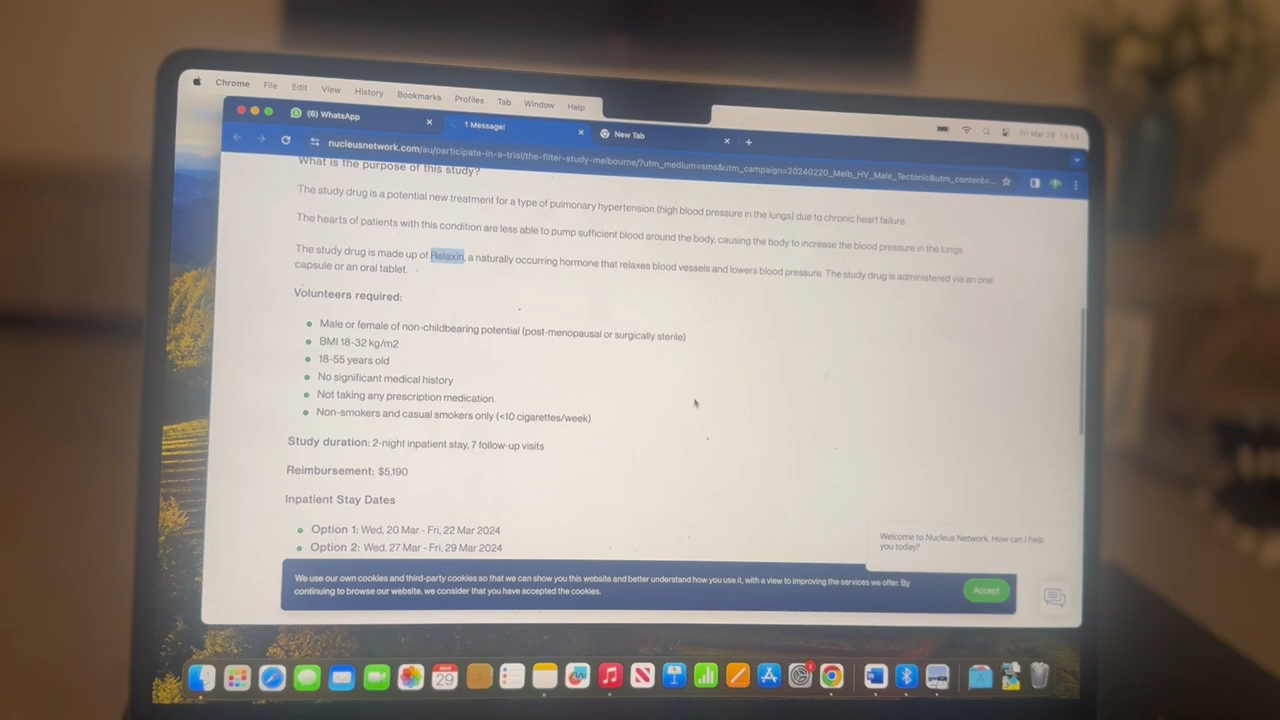 Chrome File Edit View History Bookmarks Profiles Tab Window Help
Fri Mar 29 15:53
(6) WhatsApp
1 Message!
New Tab
nucleusnetwork.com/au/participate-in-a-trial/the-filter-study-melbourne/?utm_medium=sms&utm_campaign=20240220_Melb_HV_Male_Tectonic&utm_content=...
What is the purpose of this study?
The study drug is a potential new treatment for a type of pulmonary hypertension (high blood pressure in the lungs) due to chronic heart failure.
The hearts of patients with this condition are less able to pump sufficient blood around the body, causing the body to increase the blood pressure in the lungs
The study drug is made up of Relaxin, a naturally occurring hormone that relaxes blood vessels and lowers blood pressure. The study drug is administered via an oral
capsule or an oral tablet.
Volunteers required:
Male or female of non-childbearing potential (post-menopausal or surgically sterile)
BMI 18-32 kg/m2
18-55 years old
No significant medical history
Not taking any prescription medication.
Non-smokers and casual smokers only (<10 cigarettes/week)
Study duration: 2-night inpatient stay, 7 follow-up visits
Reimbursement: $5,190
Inpatient Stay Dates
Option 1: Wed, 20 Mar - Fri, 22 Mar 2024
Option 2: Wed, 27 Mar - Fri, 29 Mar 2024
Welcome to Nucleus Network. How can I help
you today?
We use our own cookies and third-party cookies so that we can show you this website and better understand how you use it, with a view to improving the services we offer. By
continuing to browse our website, we consider that you have accepted the cookies.
Accept
MAR
29